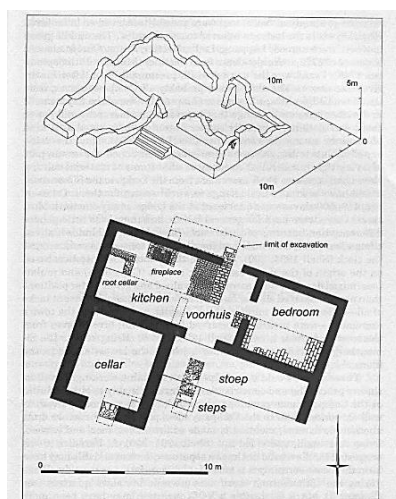 10m
5m
0
10m
limit of excavation
fireplace
root cellar
kitchen
voorhuis
bedroom
cellar
stoep
steps
0
10 m